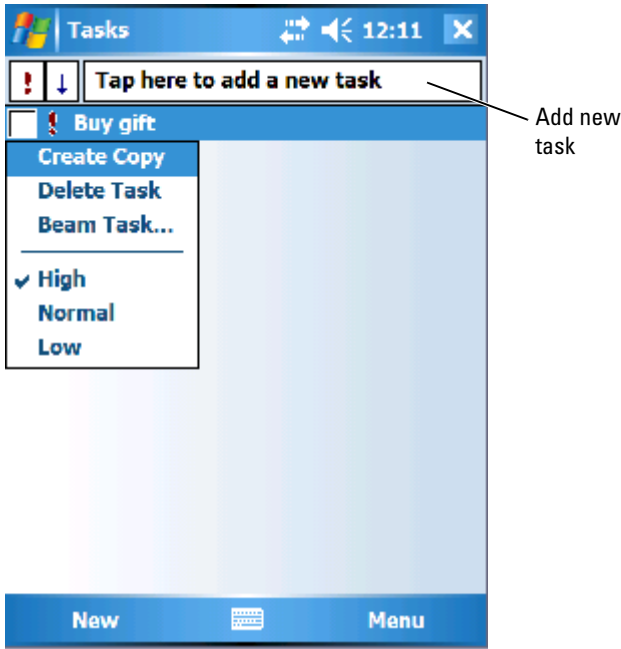 Tasks 12:11
! ↓ Tap here to add a new task
Add new
task
! Buy gift
Create Copy
Delete Task
Beam Task...
High
Normal
Low
New Menu